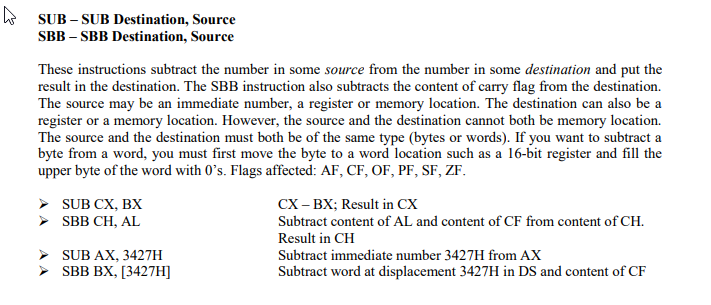 SUB – SUB Destination, Source
SBB – SBB Destination, Source
These instructions subtract the number in some source from the number in some destination and put the
result in the destination. The SBB instruction also subtracts the content of carry flag from the destination.
The source may be an immediate number, a register or memory location. The destination can also be a
register or a memory location. However, the source and the destination cannot both be memory location.
The source and the destination must both be of the same type (bytes or words). If you want to subtract a
byte from a word, you must first move the byte to a word location such as a 16-bit register and fill the
upper byte of the word with 0’s. Flags affected: AF, CF, OF, PF, SF, ZF.
➢ SUB CX, BX CX – BX; Result in CX
➢ SBB CH, AL Subtract content of AL and content of CF from content of CH.
Result in CH
➢ SUB AX, 3427H Subtract immediate number 3427H from AX
➢ SBB BX, [3427H] Subtract word at displacement 3427H in DS and content of CF